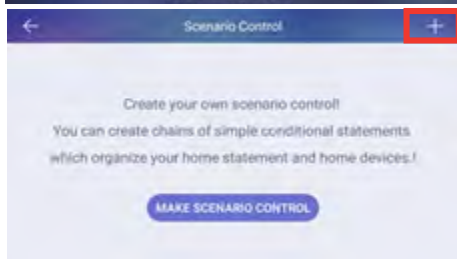 Scenario Control
Create your own scenario control!
You can create chains of simple conditional statements
which organize your home statement and home devices.!
MAKE SCENARIO CONTROL